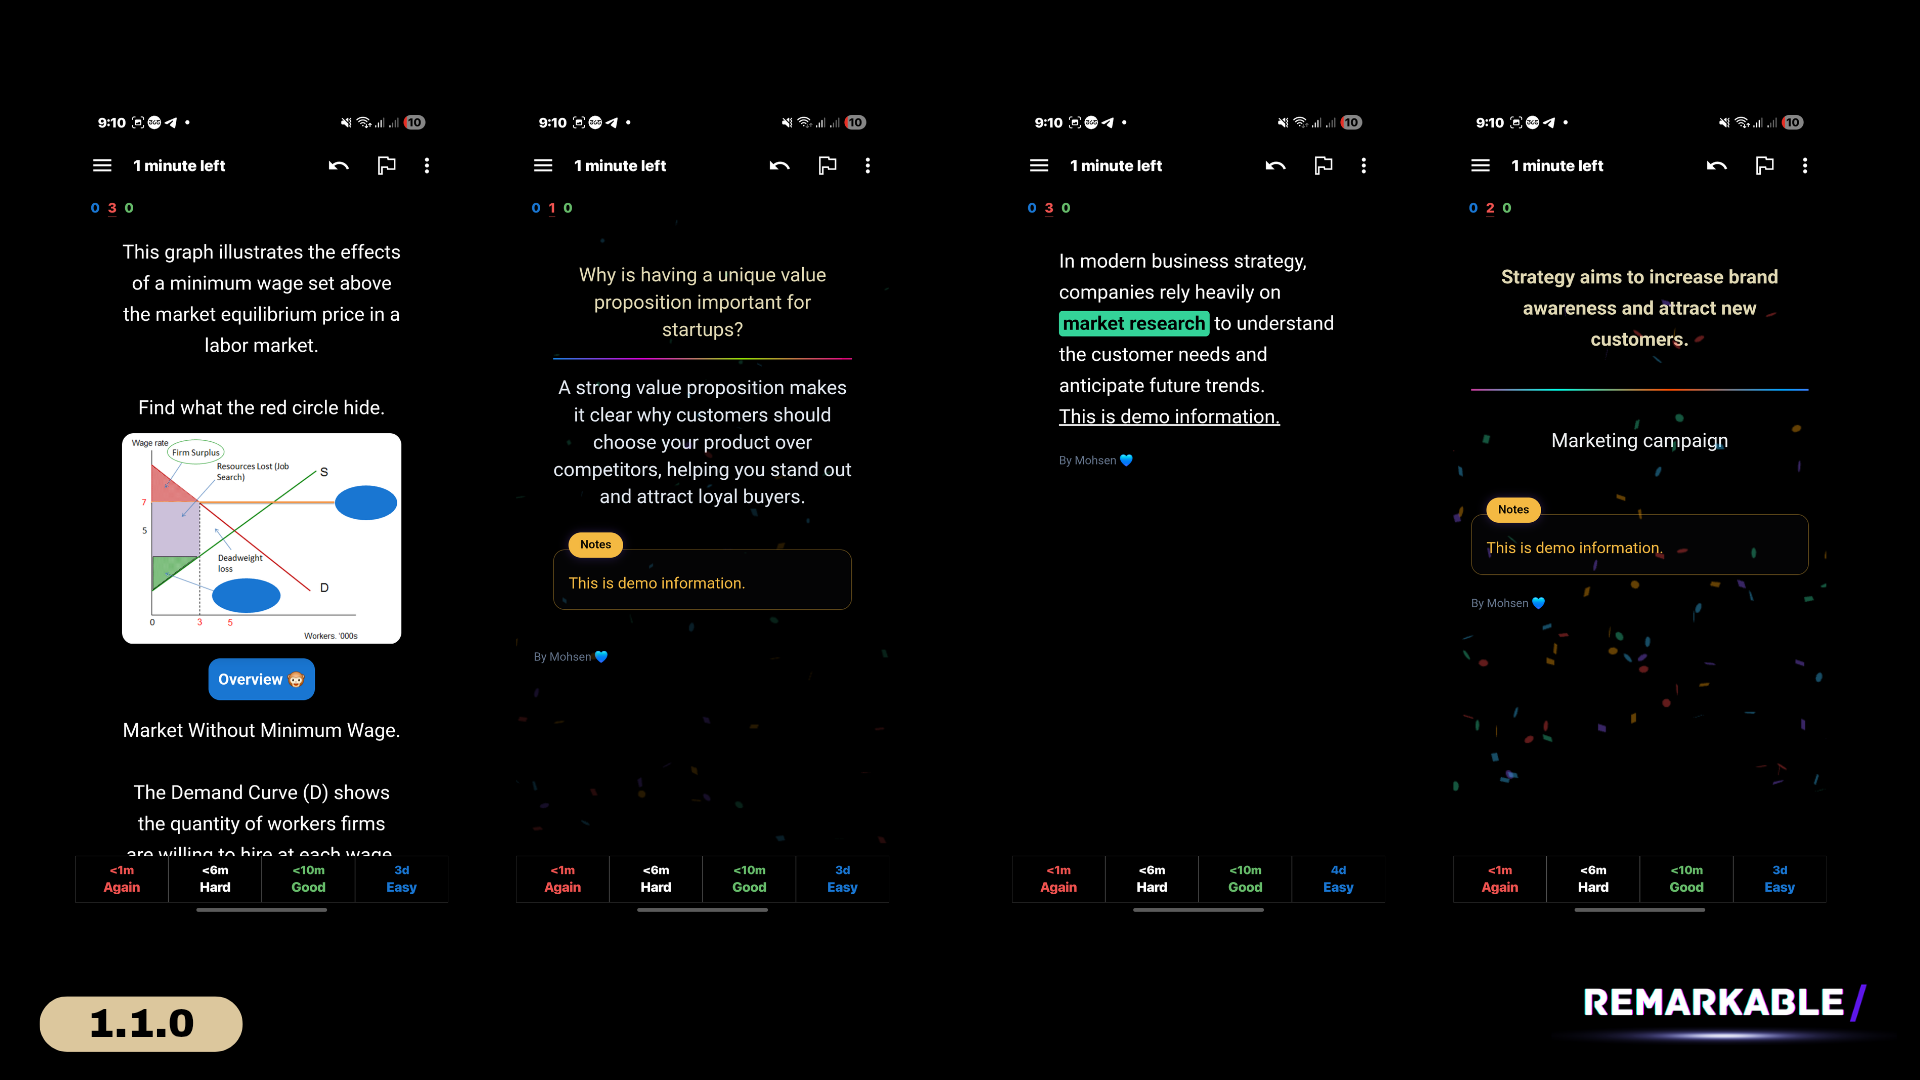 9:10
10
1 minute left
0 3 0
This graph illustrates the effects
of a minimum wage set above
the market equilibrium price in a
labor market.
Find what the red circle hide.
Wage rate
Firm Surplus
Resources Lost (Job
Search)
S
7
5
Deadweight
loss
D
0 3 5
Workers, '000s
Overview
Market Without Minimum Wage.
The Demand Curve (D) shows
the quantity of workers firms
are willing to hire at each wage
<1m <6m <10m 3d
Again Hard Good Easy
9:10
10
1 minute left
0 1 0
Why is having a unique value
proposition important for
startups?
A strong value proposition makes
it clear why customers should
choose your product over
competitors, helping you stand out
and attract loyal buyers.
Notes
This is demo information.
By Mohsen
<1m <6m <10m 3d
Again Hard Good Easy
9:10
10
1 minute left
0 3 0
In modern business strategy,
companies rely heavily on
market research to understand
the customer needs and
anticipate future trends.
This is demo information.
By Mohsen
<1m <6m <10m 4d
Again Hard Good Easy
9:10
10
1 minute left
0 2 0
Strategy aims to increase brand
awareness and attract new
customers.
Marketing campaign
Notes
This is demo information.
By Mohsen
<1m <6m <10m 3d
Again Hard Good Easy
1.1.0
REMARKABLE/